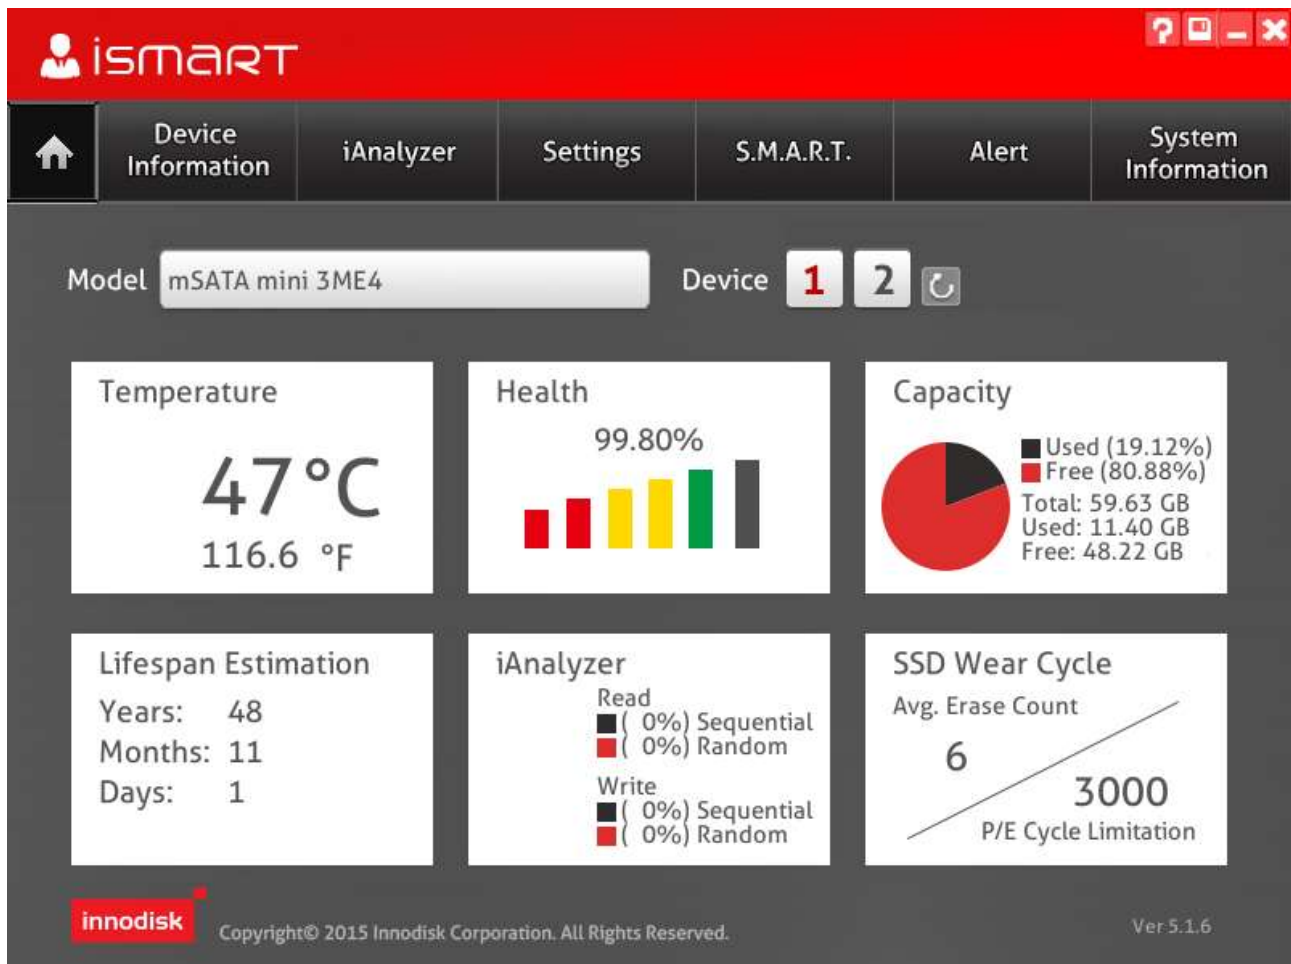 ismart
Device Information
iAnalyzer
Settings
S.M.A.R.T.
Alert
System Information
Model mSATA mini 3ME4 Device 1 2
Temperature
47°C
116.6 °F
Health
99.80%
Capacity
Used (19.12%)
Free (80.88%)
Total: 59.63 GB
Used: 11.40 GB
Free: 48.22 GB
Lifespan Estimation
Years: 48
Months: 11
Days: 1
iAnalyzer
Read
( 0%) Sequential
( 0%) Random
Write
( 0%) Sequential
( 0%) Random
SSD Wear Cycle
Avg. Erase Count
6
3000
P/E Cycle Limitation
innodisk
Copyright© 2015 Innodisk Corporation. All Rights Reserved.
Ver 5.1.6